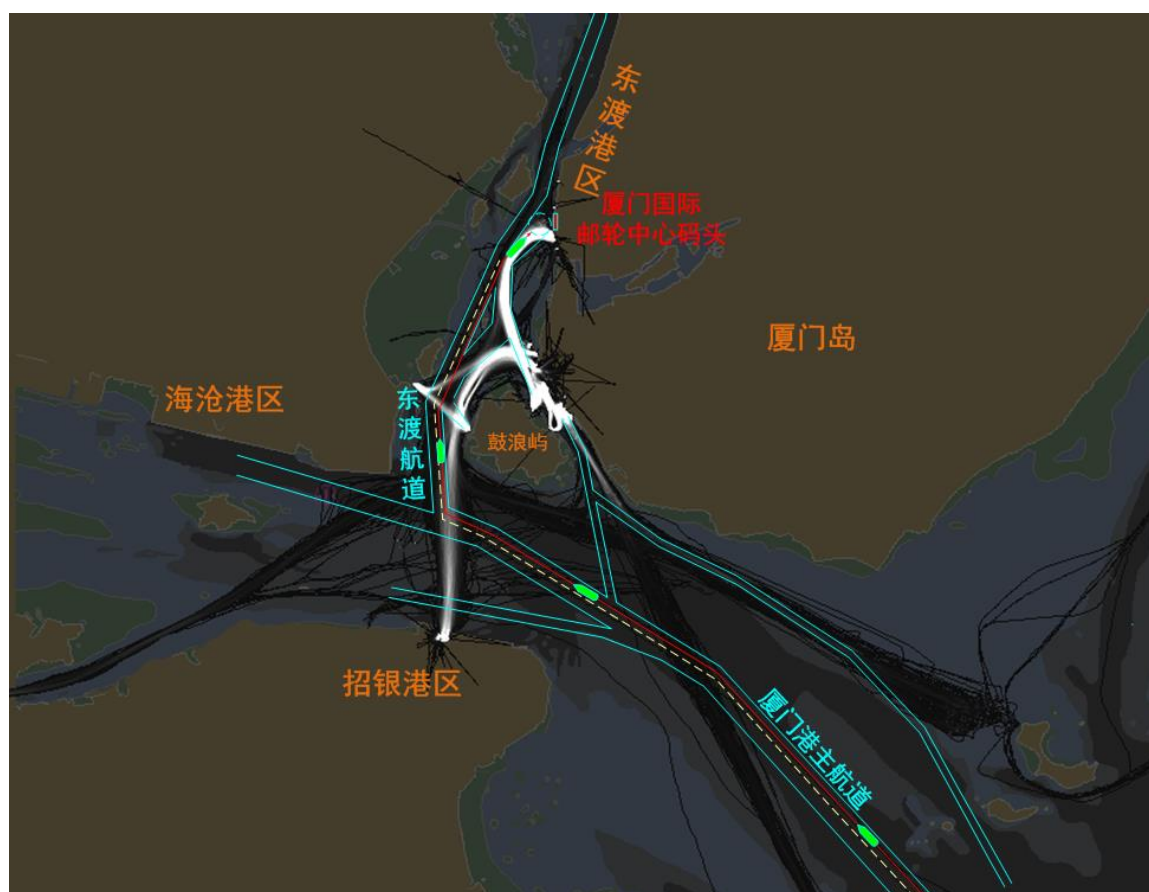 东渡港区
厦门国际
邮轮中心码头
厦门岛
海沧港区
东渡航道
鼓浪屿
招银港区
厦门港主航道